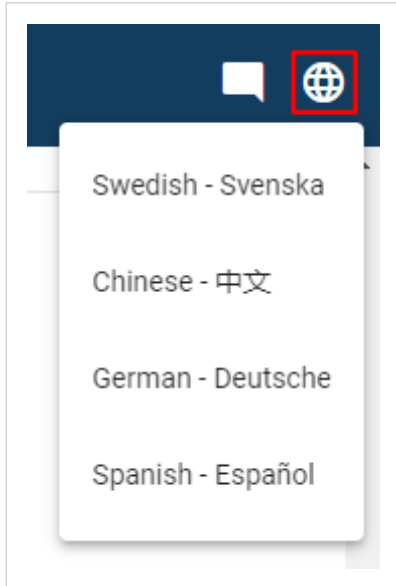 Swedish - Svenska
Chinese - 中文
German - Deutsche
Spanish - Español